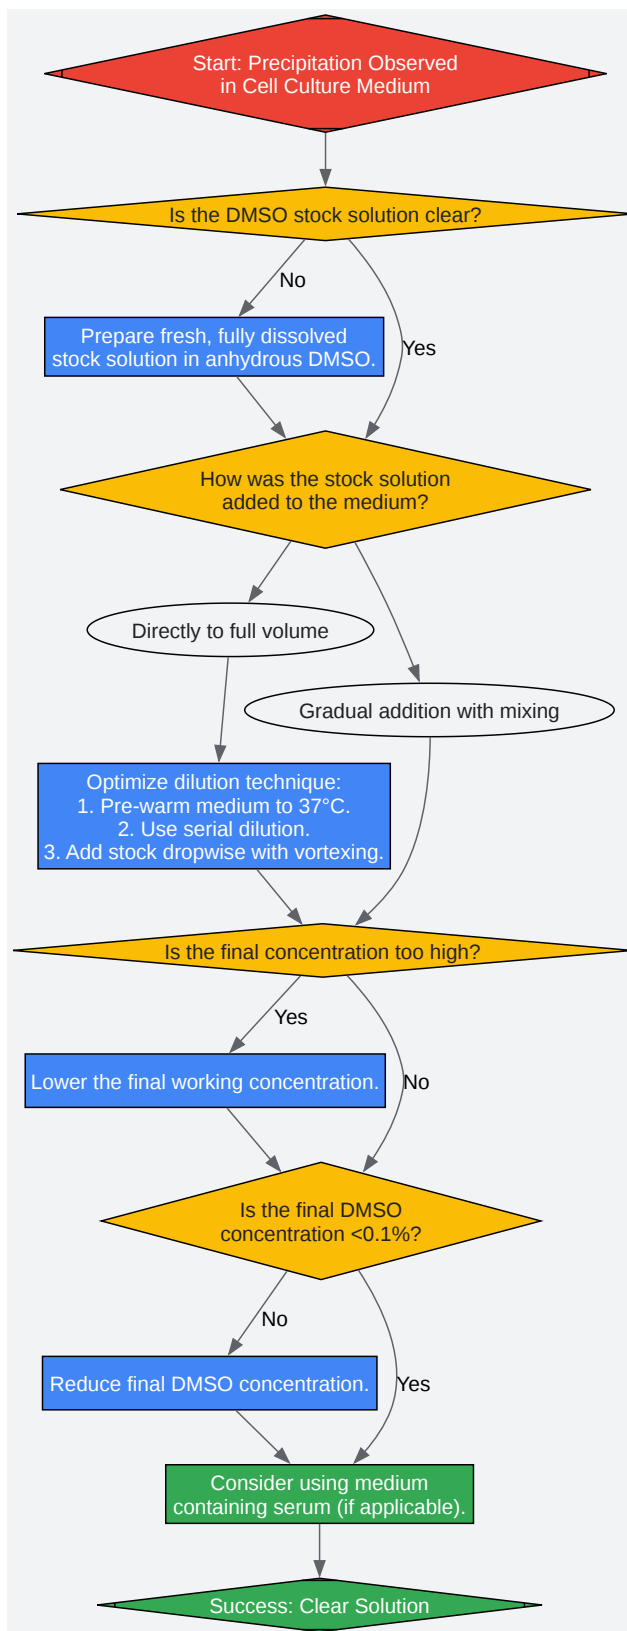 Start: Precipitation Observed
in Cell Culture Medium
Is the DMSO stock solution clear?
No
Prepare fresh, fully dissolved
stock solution in anhydrous DMSO.
Yes
How was the stock solution
added to the medium?
Directly to full volume
Gradual addition with mixing
Optimize dilution technique:
1. Pre-warm medium to 37°C.
2. Use serial dilution.
3. Add stock dropwise with vortexing.
Is the final concentration too high?
Yes
Lower the final working concentration.
No
Is the final DMSO
concentration <0.1%?
No
Reduce final DMSO concentration.
Yes
Consider using medium
containing serum (if applicable).
Success: Clear Solution